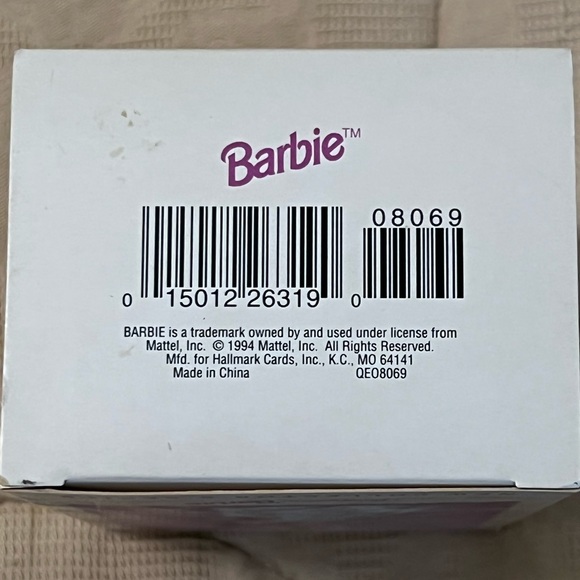 Barbie™
08069
0 15012 26319 0
BARBIE is a trademark owned by and used under license from
Mattel, Inc. © 1994 Mattel, Inc. All Rights Reserved.
Mfd. for Hallmark Cards, Inc., K.C., MO 64141
Made in China QEO8069